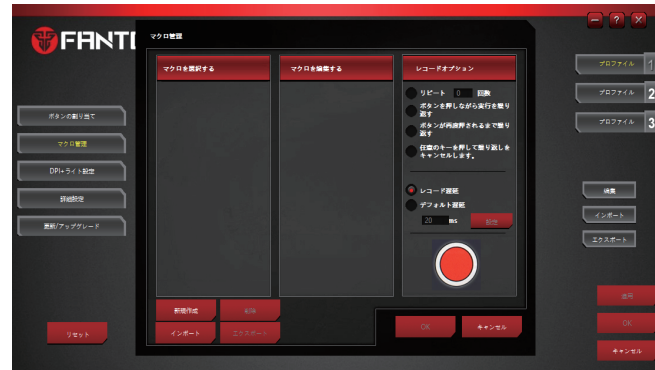 FANT
マクロ管理
マクロを選択する
マクロを編集する
レコードオプション
リピート 0 回数
ボタンを押しながら実行を繰り
返す
ボタンが再度押されるまで繰り
返す
任意のキーを押して繰り返しを
キャンセルします。
レコード遅延
デフォルト遅延
20 ms 設定
新規作成
削除
インポート
エクスポート
OK
キャンセル
ボタンの割り当て
マクロ管理
DPI+ライト設定
詳細設定
更新/アップグレード
リセット
?
プロファイル 1
プロファイル 2
プロファイル 3
編集
インポート
エクスポート
適用
OK
キャンセル